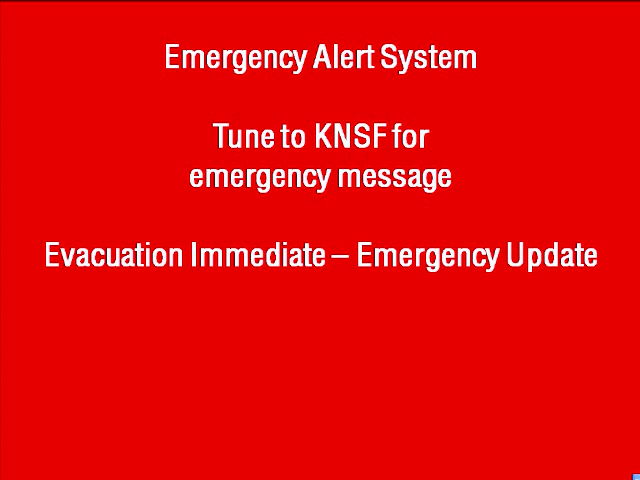 Emergency Alert System
Tune to KNSF for
emergency message
Evacuation Immediate – Emergency Update